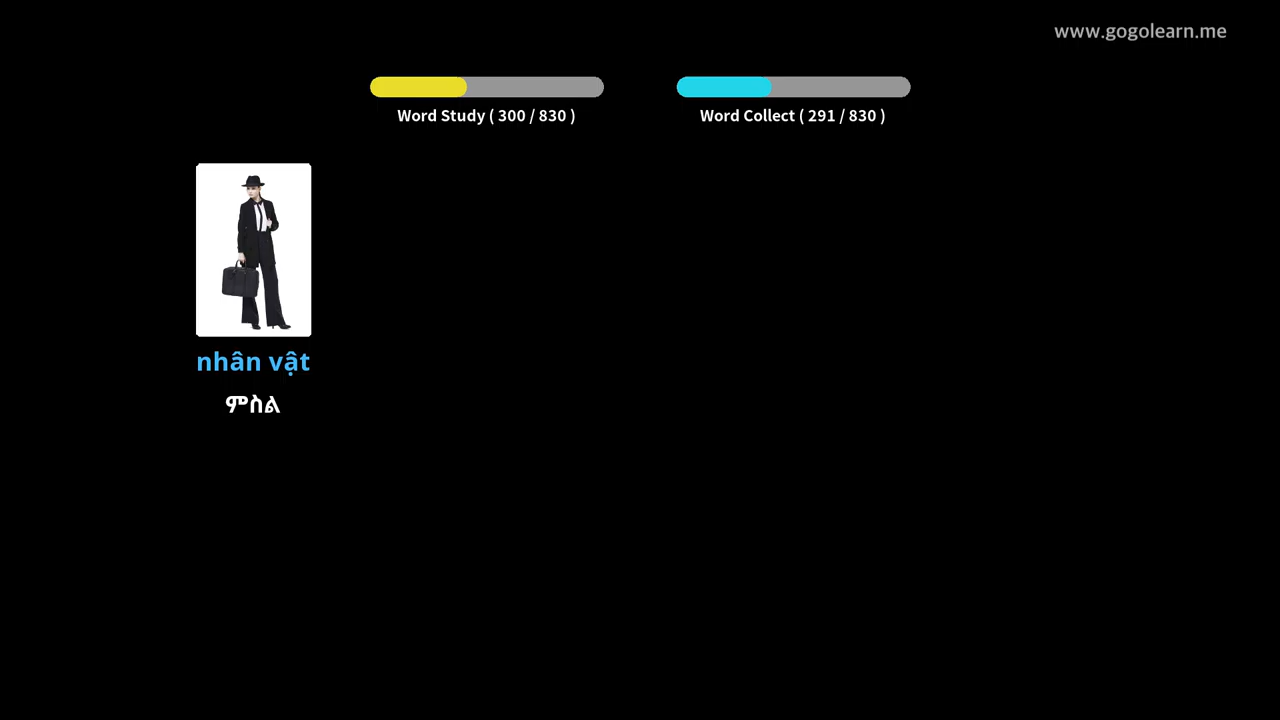 www.gogolearn.me
Word Study ( 300 / 830 )
Word Collect ( 291 / 830 )
nhân vật
ምስል